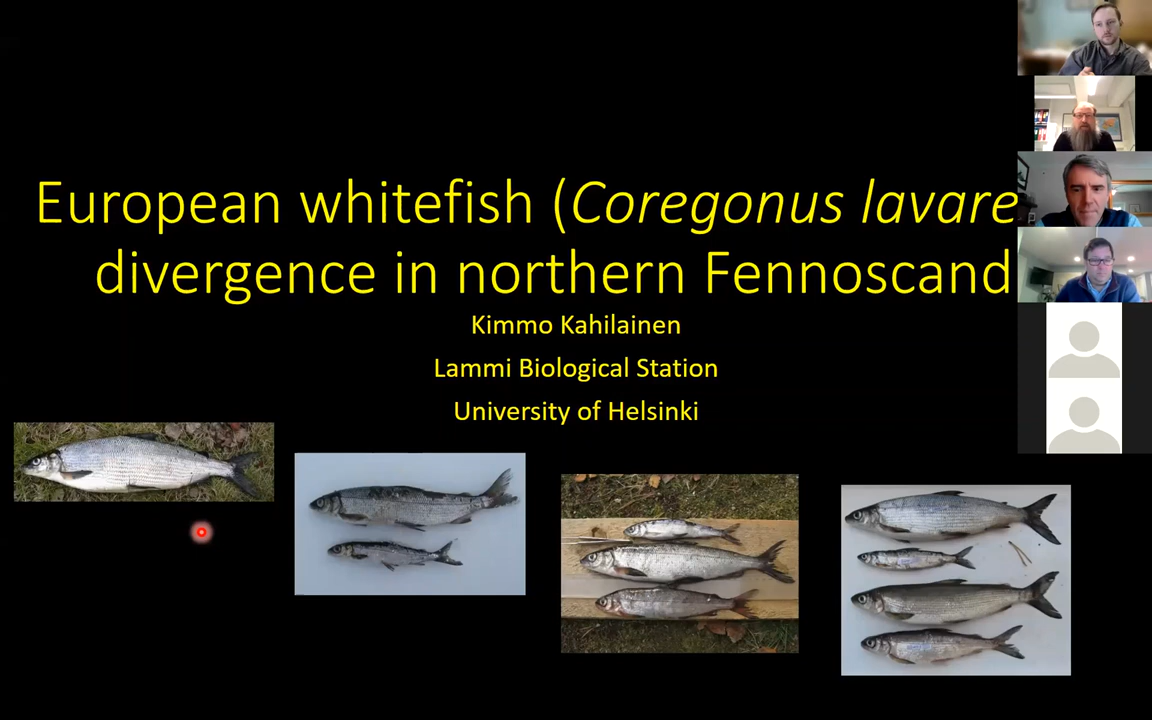 European whitefish (Coregonus lavare
divergence in northern Fennoscand
Kimmo Kahilainen
Lammi Biological Station
University of Helsinki